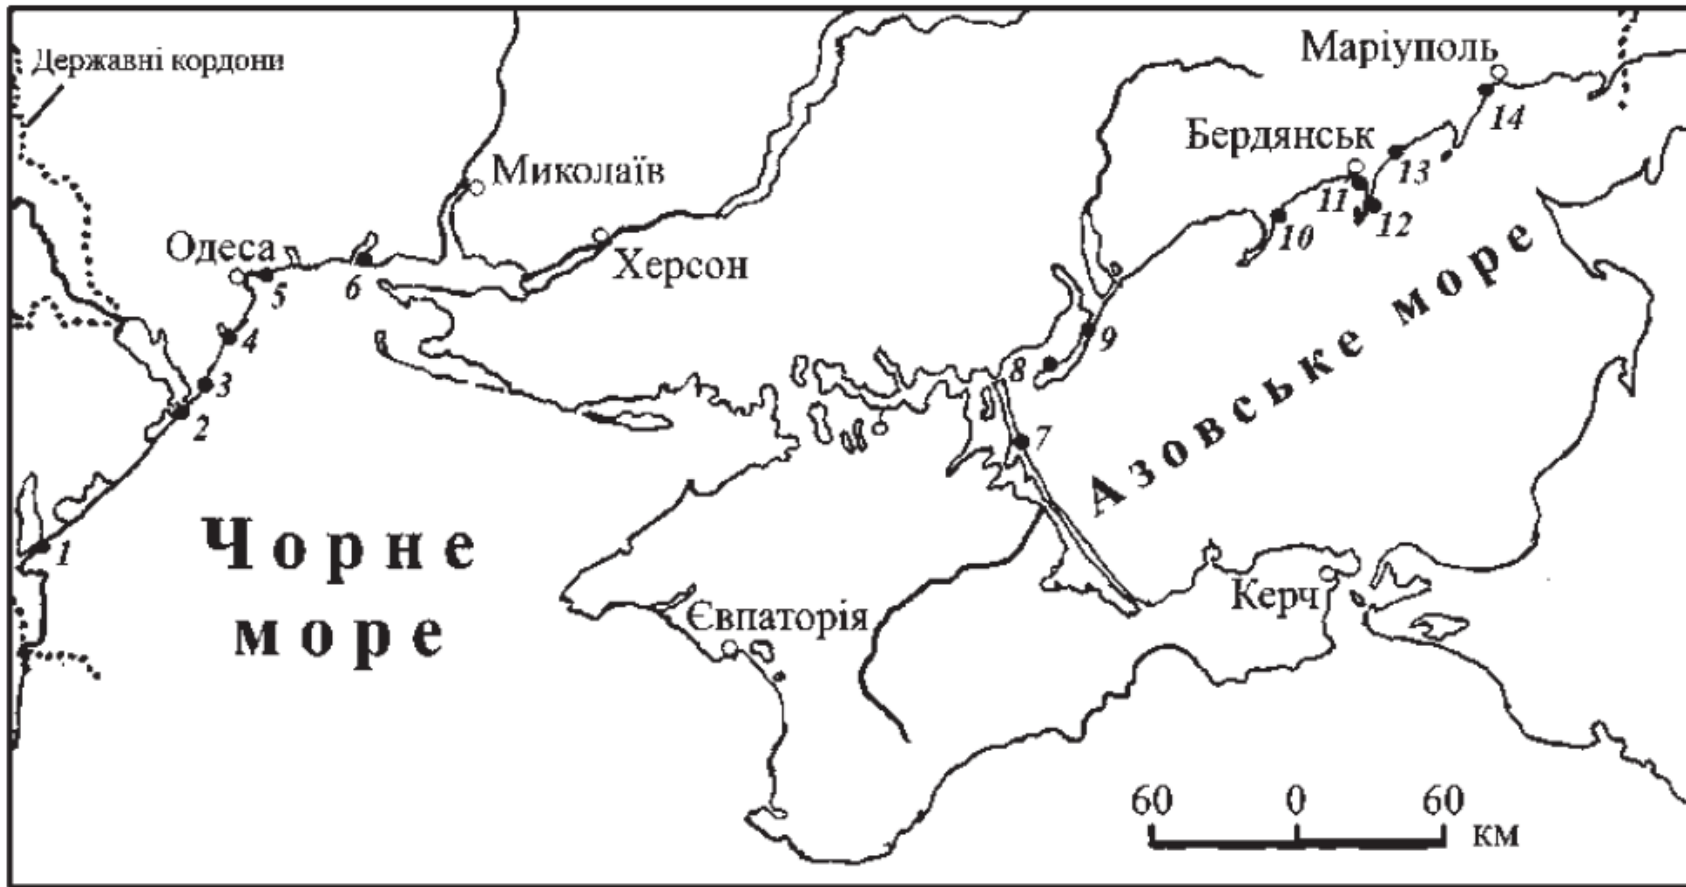 Державні кордони
Маріуполь
14
Бердянськ
13
Миколаїв
11
12
10
Одеса
Херсон
5
6
4
9
3
8
2
7
Азовське море
1
Чорне
море
Керч
Євпаторія
60 0 60
км